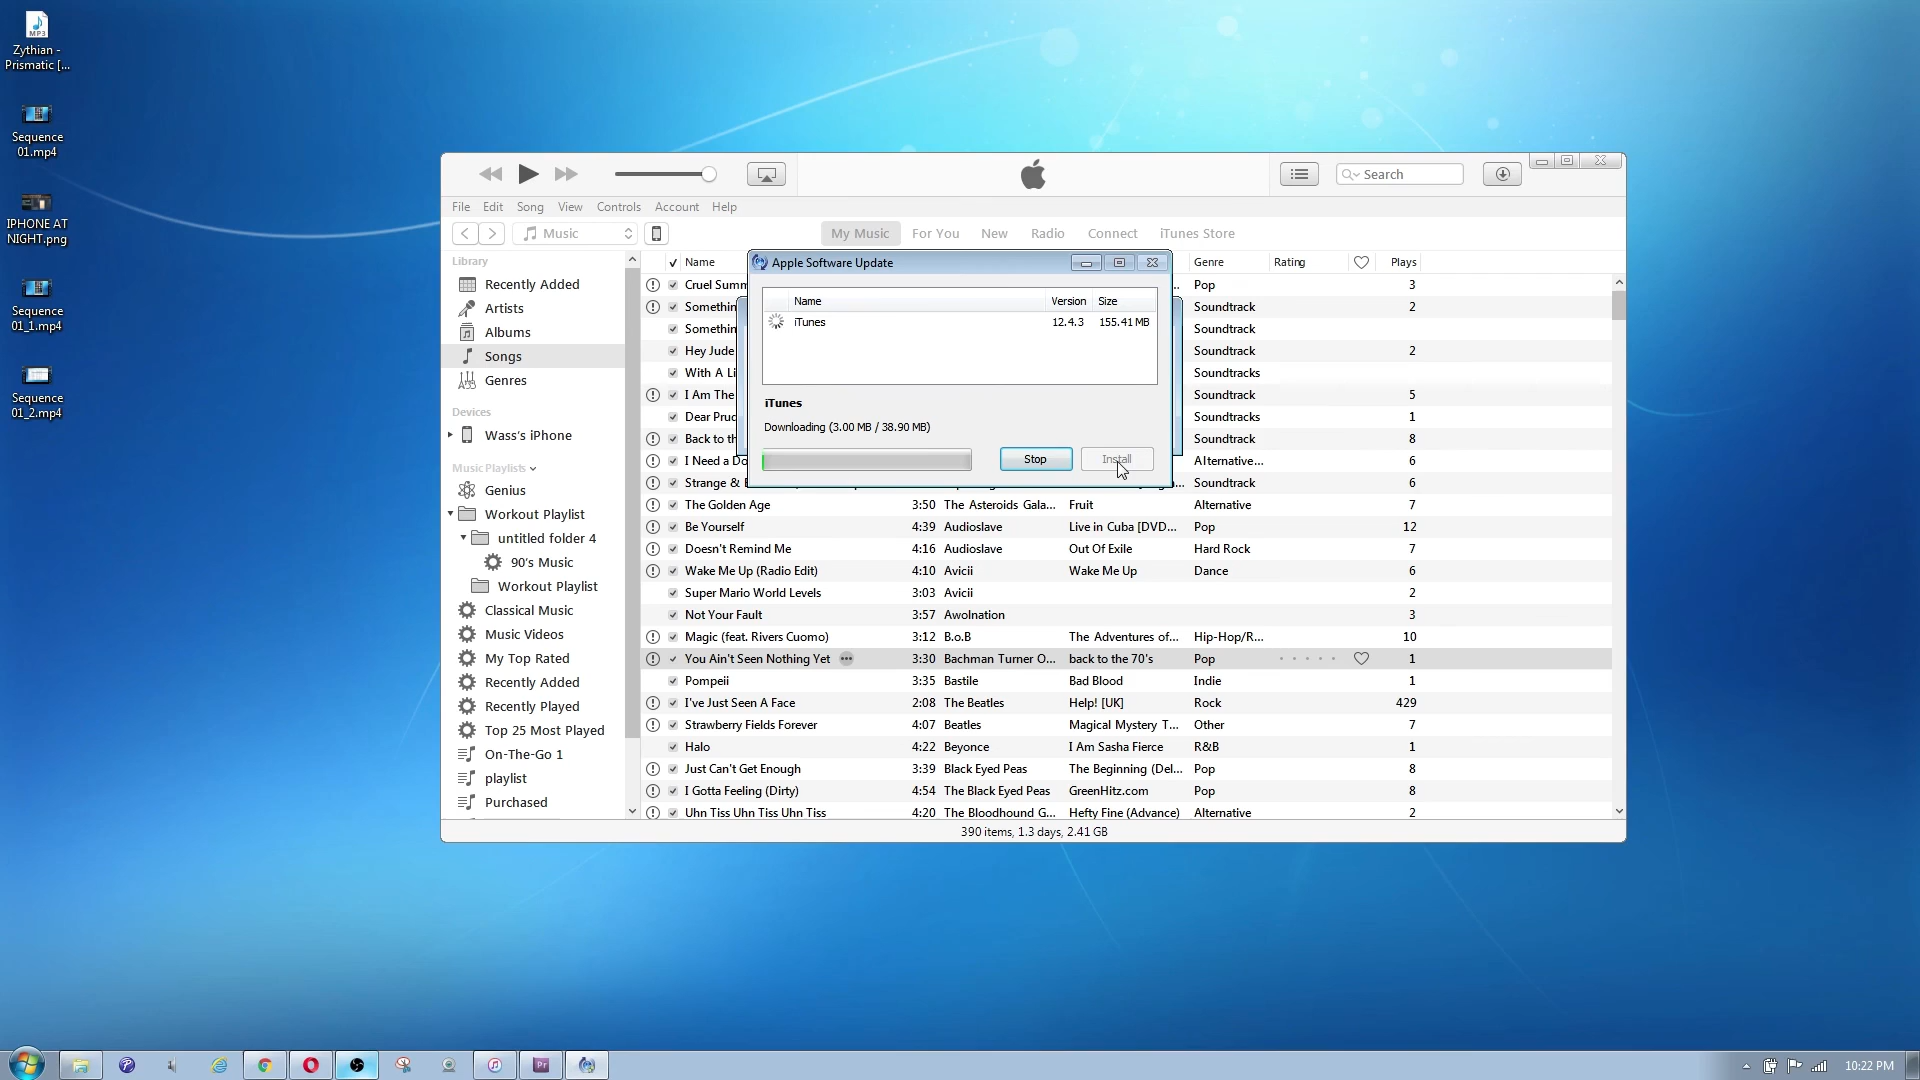 MP3
Zythian -
Prismatic [...
Sequence
01.mp4
IPHONE AT
NIGHT.png
Sequence
01_1.mp4
Sequence
01_2.mp4
Search
File Edit Song View Controls Account Help
Music
My Music For You New Radio Connect iTunes Store
Library
Recently Added
Artists
Albums
Songs
Genres
Devices
Wass's iPhone
Music Playlists
Genius
Workout Playlist
untitled folder 4
90's Music
Workout Playlist
Classical Music
Music Videos
My Top Rated
Recently Added
Recently Played
Top 25 Most Played
On-The-Go 1
playlist
Purchased
Name Genre Rating Plays
Cruel Summ ... Pop 3
Somethin Soundtrack 2
Somethin Soundtrack
Hey Jude Soundtrack 2
With A Li Soundtracks
I Am The Soundtrack 5
Dear Pruc Soundtracks 1
Back to th Soundtrack 8
I Need a Do Alternative... 6
Strange & Soundtrack 6
The Golden Age 3:50 The Asteroids Gala... Fruit Alternative 7
Be Yourself 4:39 Audioslave Live in Cuba [DVD... Pop 12
Doesn't Remind Me 4:16 Audioslave Out Of Exile Hard Rock 7
Wake Me Up (Radio Edit) 4:10 Avicii Wake Me Up Dance 6
Super Mario World Levels 3:03 Avicii 2
Not Your Fault 3:57 Awolnation 3
Magic (feat. Rivers Cuomo) 3:12 B.o.B The Adventures of... Hip-Hop/R... 10
You Ain't Seen Nothing Yet 3:30 Bachman Turner O... back to the 70's Pop 1
Pompeii 3:35 Bastile Bad Blood Indie 1
I've Just Seen A Face 2:08 The Beatles Help! [UK] Rock 429
Strawberry Fields Forever 4:07 Beatles Magical Mystery T... Other 7
Halo 4:22 Beyonce I Am Sasha Fierce R&B 1
Just Can't Get Enough 3:39 Black Eyed Peas The Beginning (Del... Pop 8
I Gotta Feeling (Dirty) 4:54 The Black Eyed Peas GreenHitz.com Pop 8
Uhn Tiss Uhn Tiss Uhn Tiss 4:20 The Bloodhound G... Hefty Fine (Advance) Alternative 2
390 items, 1.3 days, 2.41 GB
Apple Software Update
Name Version Size
iTunes 12.4.3 155.41 MB
iTunes
Downloading (3.00 MB / 38.90 MB)
Stop Install
Pr
10:22 PM